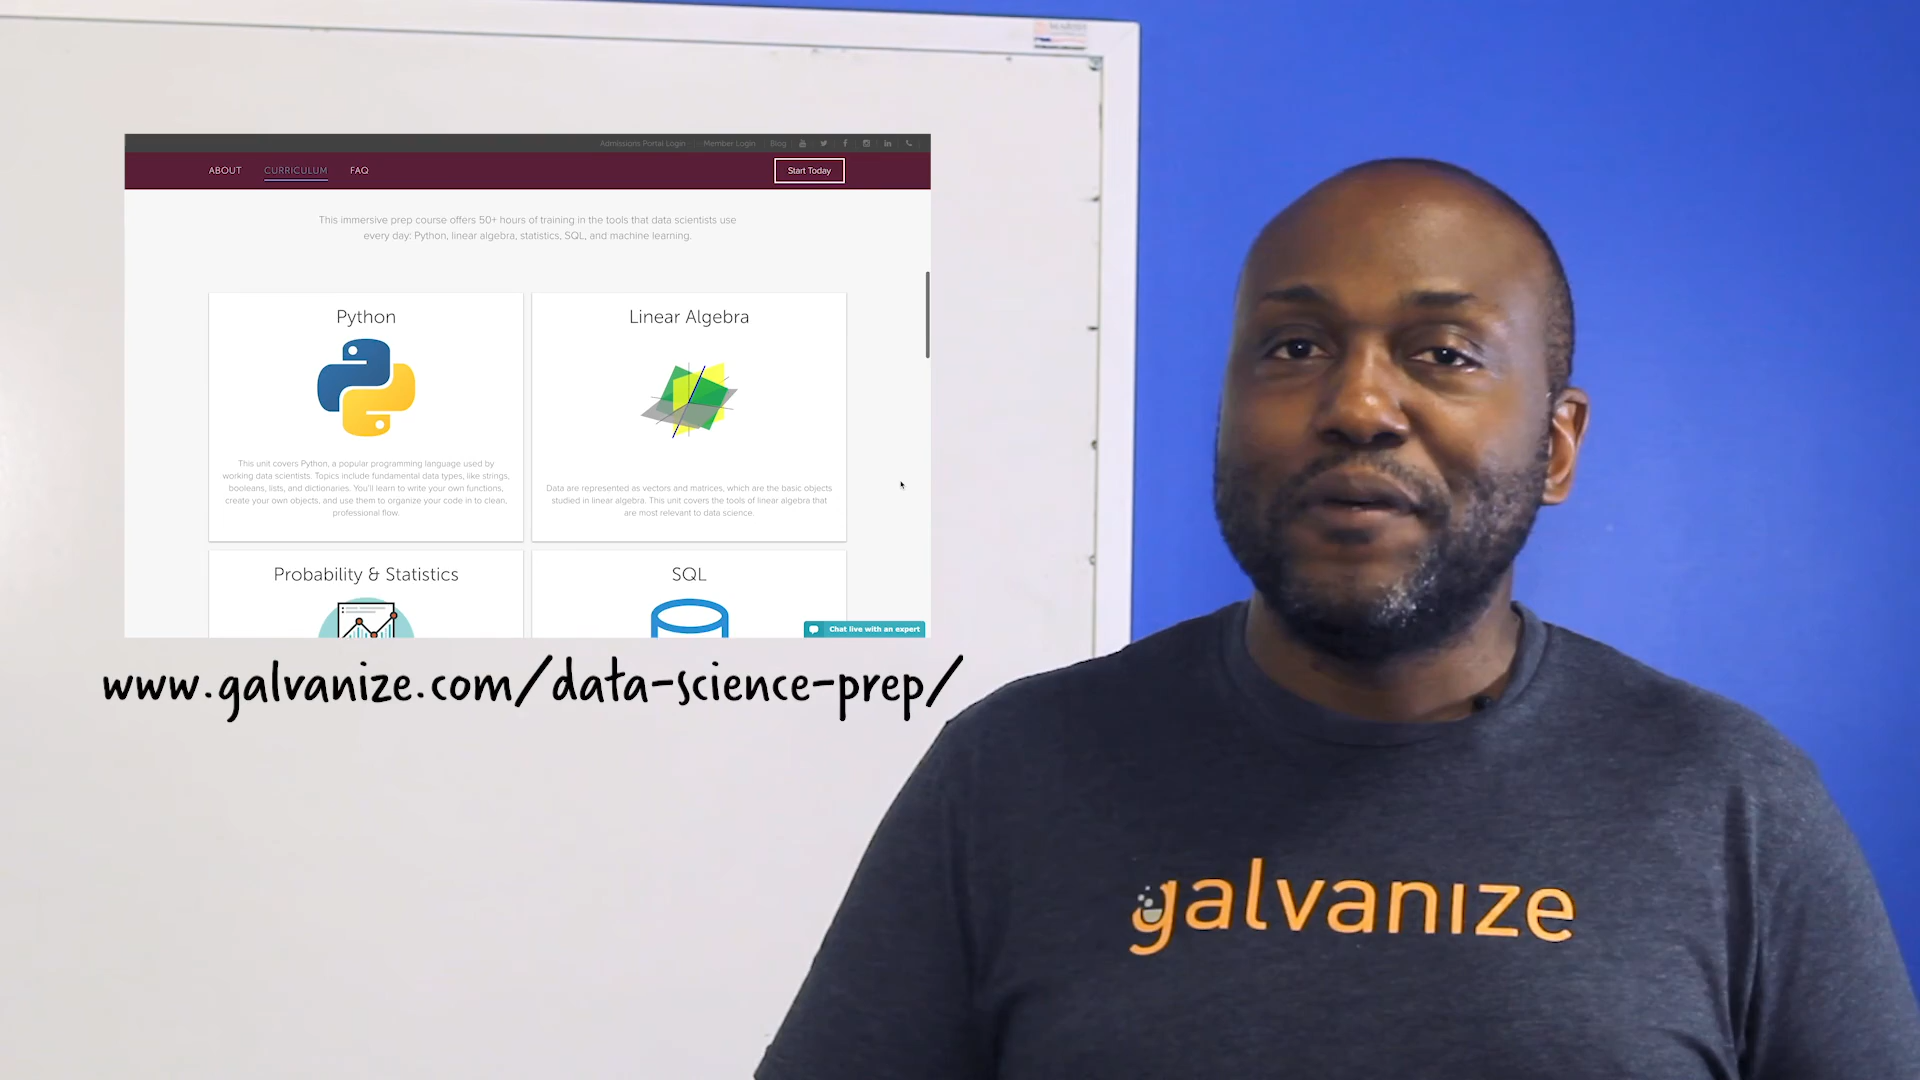 Admissions Portal Login
Member Login
Blog
ABOUT
CURRICULUM
FAQ
Start Today
This immersive prep course offers 50+ hours of training in the tools that data scientists use
every day: Python, linear algebra, statistics, SQL, and machine learning.
Python
This unit covers Python, a popular programming language used by
working data scientists. Topics include fundamental data types, like strings,
booleans, lists, and dictionaries. You'll learn to write your own functions,
create your own objects, and use them to organize your code in clean,
professional flow.
Linear Algebra
Data are represented as vectors and matrices, which are the basic objects
studied in linear algebra. This unit covers the tools of linear algebra that
are most relevant to data science.
Probability & Statistics
SQL
Chat live with an expert
www.galvanize.com/data-science-prep/
galvanize